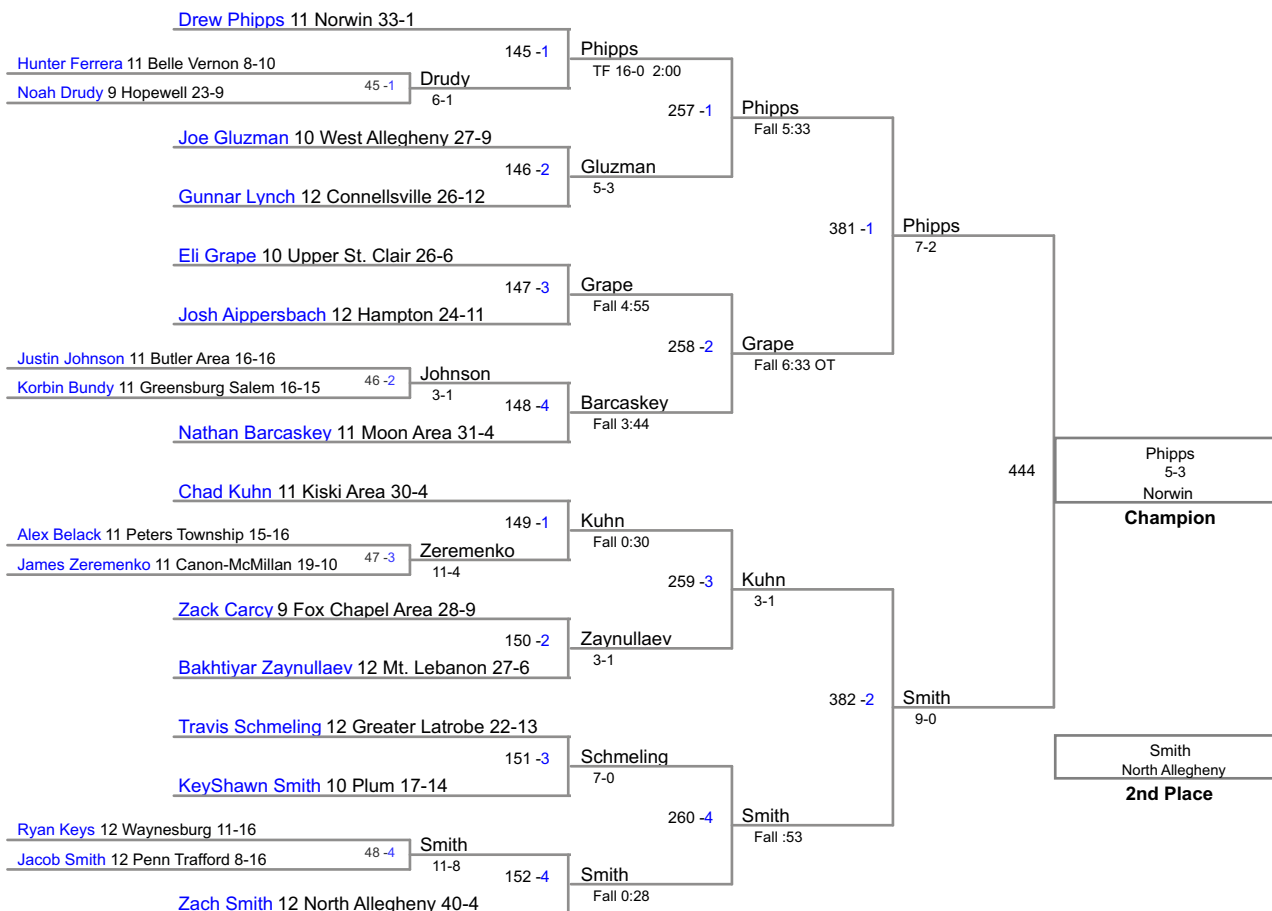 Drew Phipps 11 Norwin 33-1
145 -1
Phipps
TF 16-0 2:00
Hunter Ferrera 11 Belle Vernon 8-10
Noah Drudy 9 Hopewell 23-9
45 -1
Drudy
6-1
257 -1
Phipps
Fall 5:33
Joe Gluzman 10 West Allegheny 27-9
146 -2
Gluzman
5-3
Gunnar Lynch 12 Connellsville 26-12
381 -1
Phipps
7-2
Eli Grape 10 Upper St. Clair 26-6
147 -3
Grape
Fall 4:55
Josh Aippersbach 12 Hampton 24-11
258 -2
Grape
Fall 6:33 OT
Justin Johnson 11 Butler Area 16-16
Korbin Bundy 11 Greensburg Salem 16-15
46 -2
Johnson
3-1
148 -4
Barcaskey
Fall 3:44
Nathan Barcaskey 11 Moon Area 31-4
444
Phipps
5-3
Norwin
Champion
Chad Kuhn 11 Kiski Area 30-4
149 -1
Kuhn
Fall 0:30
Alex Belack 11 Peters Township 15-16
James Zeremenko 11 Canon-McMillan 19-10
47 -3
Zeremenko
11-4
259 -3
Kuhn
3-1
Zack Carcy 9 Fox Chapel Area 28-9
150 -2
Zaynullaev
3-1
Bakhtiyar Zaynullaev 12 Mt. Lebanon 27-6
382 -2
Smith
9-0
Travis Schmeling 12 Greater Latrobe 22-13
151 -3
Schmeling
7-0
KeyShawn Smith 10 Plum 17-14
Smith
North Allegheny
2nd Place
260 -4
Smith
Fall :53
Ryan Keys 12 Waynesburg 11-16
Jacob Smith 12 Penn Trafford 8-16
48 -4
Smith
11-8
152 -4
Smith
Fall 0:28
Zach Smith 12 North Allegheny 40-4